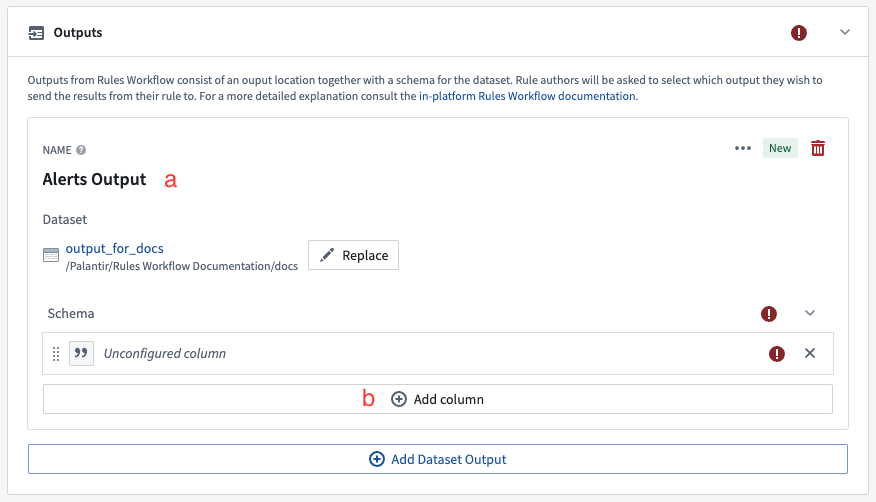 Outputs
Outputs from Rules Workflow consist of an ouput location together with a schema for the dataset. Rule authors will be asked to select which output they wish to
send the results from their rule to. For a more detailed explanation consult the in-platform Rules Workflow documentation.
NAME
New
Alerts Output a
Dataset
output_for_docs
/Palantir/Rules Workflow Documentation/docs
Replace
Schema
Unconfigured column
b Add column
Add Dataset Output